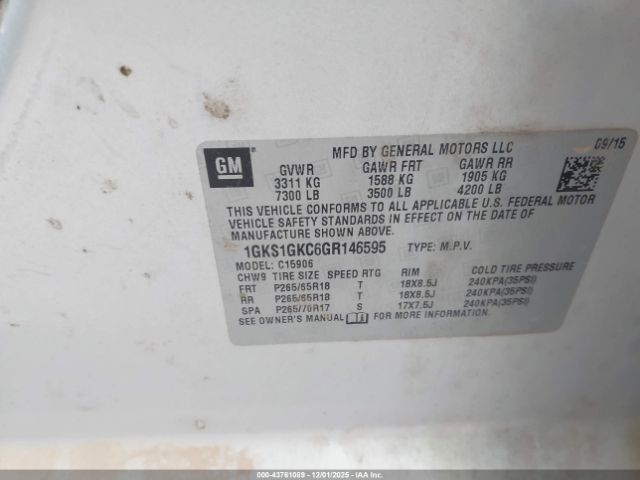 GM
MFD BY GENERAL MOTORS LLC 09/15
GVWR GAWR FRT GAWR RR
3311 KG 1588 KG 1905 KG
7300 LB 3500 LB 4200 LB
THIS VEHICLE CONFORMS TO ALL APPLICABLE U.S. FEDERAL MOTOR
VEHICLE SAFETY STANDARDS IN EFFECT ON THE DATE OF
MANUFACTURE SHOWN ABOVE.
1GKS1GKC6GR146595 TYPE: M.P.V.
MODEL: C15906
CHW9 TIRE SIZE SPEED RTG RIM COLD TIRE PRESSURE
FRT P265/65R18 T 18X8.5J 240KPA(35PSI)
RR P265/65R18 T 18X8.5J 240KPA(35PSI)
SPA P265/70R17 S 17X7.5J 240KPA(35PSI)
SEE OWNER'S MANUAL FOR MORE INFORMATION.
000-43761089 - 12/01/2025 - IAAI.COM